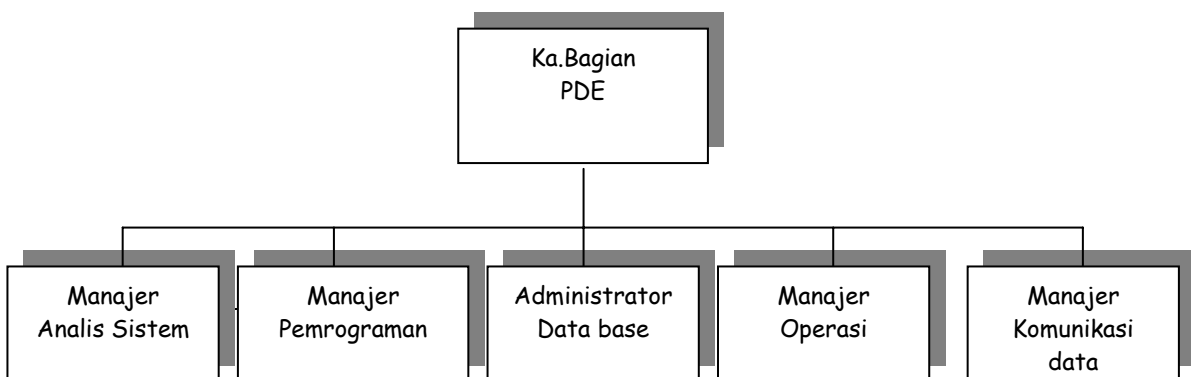 Ka.Bagian
PDE
Manajer
Analis Sistem
Manajer
Pemrograman
Administrator
Data base
Manajer
Operasi
Manajer
Komunikasi
data